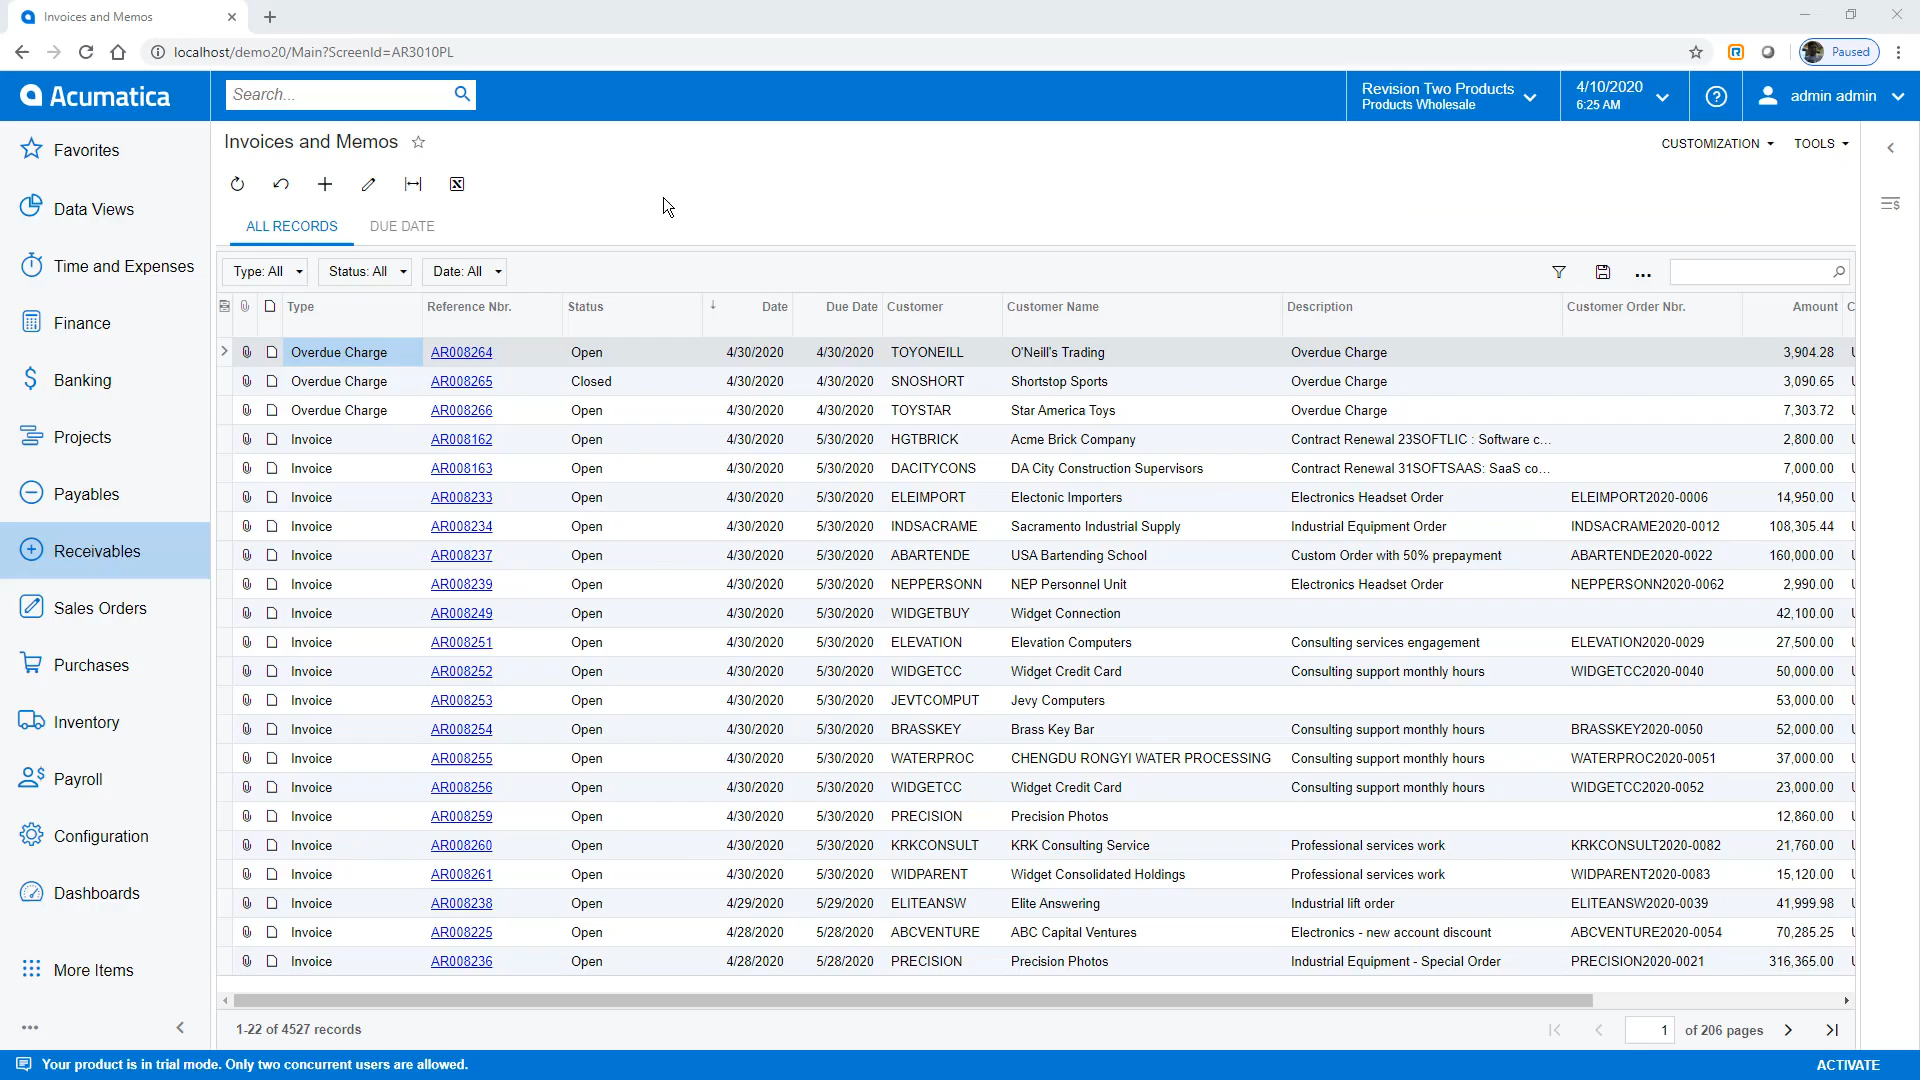 Invoices and Memos
localhost/demo20/Main?ScreenId=AR3010PL
Paused
Acumatica
Search...
Revision Two Products
Products Wholesale
4/10/2020
6:25 AM
admin admin
Favorites
Data Views
Time and Expenses
Finance
Banking
Projects
Payables
Receivables
Sales Orders
Purchases
Inventory
Payroll
Configuration
Dashboards
More Items
Invoices and Memos
CUSTOMIZATION TOOLS
ALL RECORDS DUE DATE
Type: All Status: All Date: All
Type Reference Nbr. Status Date Due Date Customer Customer Name Description Customer Order Nbr. Amount C
Overdue Charge AR008264 Open 4/30/2020 4/30/2020 TOYONEILL O'Neill's Trading Overdue Charge 3,904.28
Overdue Charge AR008265 Closed 4/30/2020 4/30/2020 SNOSHORT Shortstop Sports Overdue Charge 3,090.65
Overdue Charge AR008266 Open 4/30/2020 4/30/2020 TOYSTAR Star America Toys Overdue Charge 7,303.72
Invoice AR008162 Open 4/30/2020 5/30/2020 HGTBRICK Acme Brick Company Contract Renewal 23SOFTLIC : Software c... 2,800.00
Invoice AR008163 Open 4/30/2020 5/30/2020 DACITYCONS DA City Construction Supervisors Contract Renewal 31SOFTSAAS: SaaS co... 7,000.00
Invoice AR008233 Open 4/30/2020 5/30/2020 ELEIMPORT Electonic Importers Electronics Headset Order ELEIMPORT2020-0006 14,950.00
Invoice AR008234 Open 4/30/2020 5/30/2020 INDSACRAME Sacramento Industrial Supply Industrial Equipment Order INDSACRAME2020-0012 108,305.44
Invoice AR008237 Open 4/30/2020 5/30/2020 ABARTENDE USA Bartending School Custom Order with 50% prepayment ABARTENDE2020-0022 160,000.00
Invoice AR008239 Open 4/30/2020 5/30/2020 NEPPERSONN NEP Personnel Unit Electronics Headset Order NEPPERSONN2020-0062 2,990.00
Invoice AR008249 Open 4/30/2020 5/30/2020 WIDGETBUY Widget Connection 42,100.00
Invoice AR008251 Open 4/30/2020 5/30/2020 ELEVATION Elevation Computers Consulting services engagement ELEVATION2020-0029 27,500.00
Invoice AR008252 Open 4/30/2020 5/30/2020 WIDGETCC Widget Credit Card Consulting support monthly hours WIDGETCC2020-0040 50,000.00
Invoice AR008253 Open 4/30/2020 5/30/2020 JEVTCOMPUT Jevy Computers 53,000.00
Invoice AR008254 Open 4/30/2020 5/30/2020 BRASSKEY Brass Key Bar Consulting support monthly hours BRASSKEY2020-0050 52,000.00
Invoice AR008255 Open 4/30/2020 5/30/2020 WATERPROC CHENGDU RONGYI WATER PROCESSING Consulting support monthly hours WATERPROC2020-0051 37,000.00
Invoice AR008256 Open 4/30/2020 5/30/2020 WIDGETCC Widget Credit Card Consulting support monthly hours WIDGETCC2020-0052 23,000.00
Invoice AR008259 Open 4/30/2020 5/30/2020 PRECISION Precision Photos 12,860.00
Invoice AR008260 Open 4/30/2020 5/30/2020 KRKCONSULT KRK Consulting Service Professional services work KRKCONSULT2020-0082 21,760.00
Invoice AR008261 Open 4/30/2020 5/30/2020 WIDPARENT Widget Consolidated Holdings Professional services work WIDPARENT2020-0083 15,120.00
Invoice AR008238 Open 4/29/2020 5/29/2020 ELITEANSW Elite Answering Industrial lift order ELITEANSW2020-0039 41,999.98
Invoice AR008225 Open 4/28/2020 5/28/2020 ABCVENTURE ABC Capital Ventures Electronics - new account discount ABCVENTURE2020-0054 70,285.25
Invoice AR008236 Open 4/28/2020 5/28/2020 PRECISION Precision Photos Industrial Equipment - Special Order PRECISION2020-0021 316,365.00
1-22 of 4527 records
1 of 206 pages
Your product is in trial mode. Only two concurrent users are allowed.
ACTIVATE